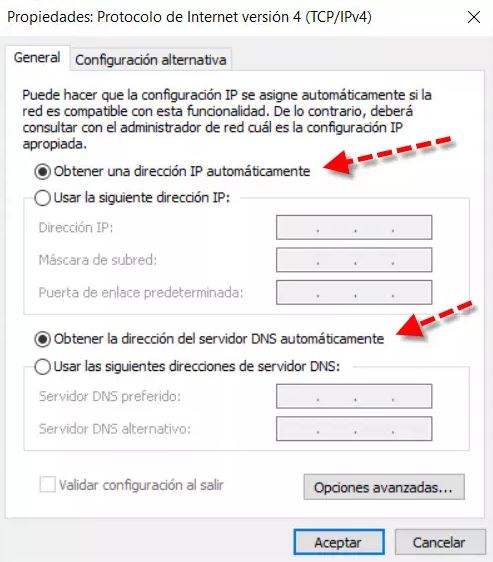 Propiedades: Protocolo de Internet versión 4 (TCP/IPv4)
General
Configuración alternativa
Puede hacer que la configuración IP se asigne automáticamente si la
red es compatible con esta funcionalidad. De lo contrario, deberá
consultar con el administrador de red cuál es la configuración IP
apropiada.
Obtener una dirección IP automáticamente
Usar la siguiente dirección IP:
Dirección IP:
Máscara de subred:
Puerta de enlace predeterminada:
Obtener la dirección del servidor DNS automáticamente
Usar las siguientes direcciones de servidor DNS:
Servidor DNS preferido:
Servidor DNS alternativo:
Validar configuración al salir
Opciones avanzadas...
Aceptar
Cancelar